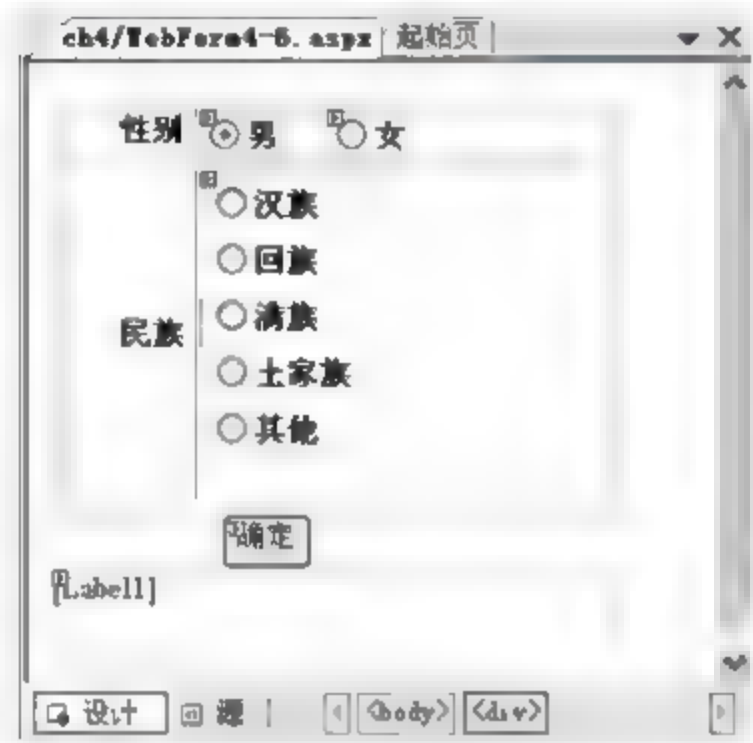 ch4/WebForm4-6.aspx 起始页
性别 男 女
汉族
回族
民族 满族
土家族
其他
确定
[Label1]
设计 源 <body> <div>